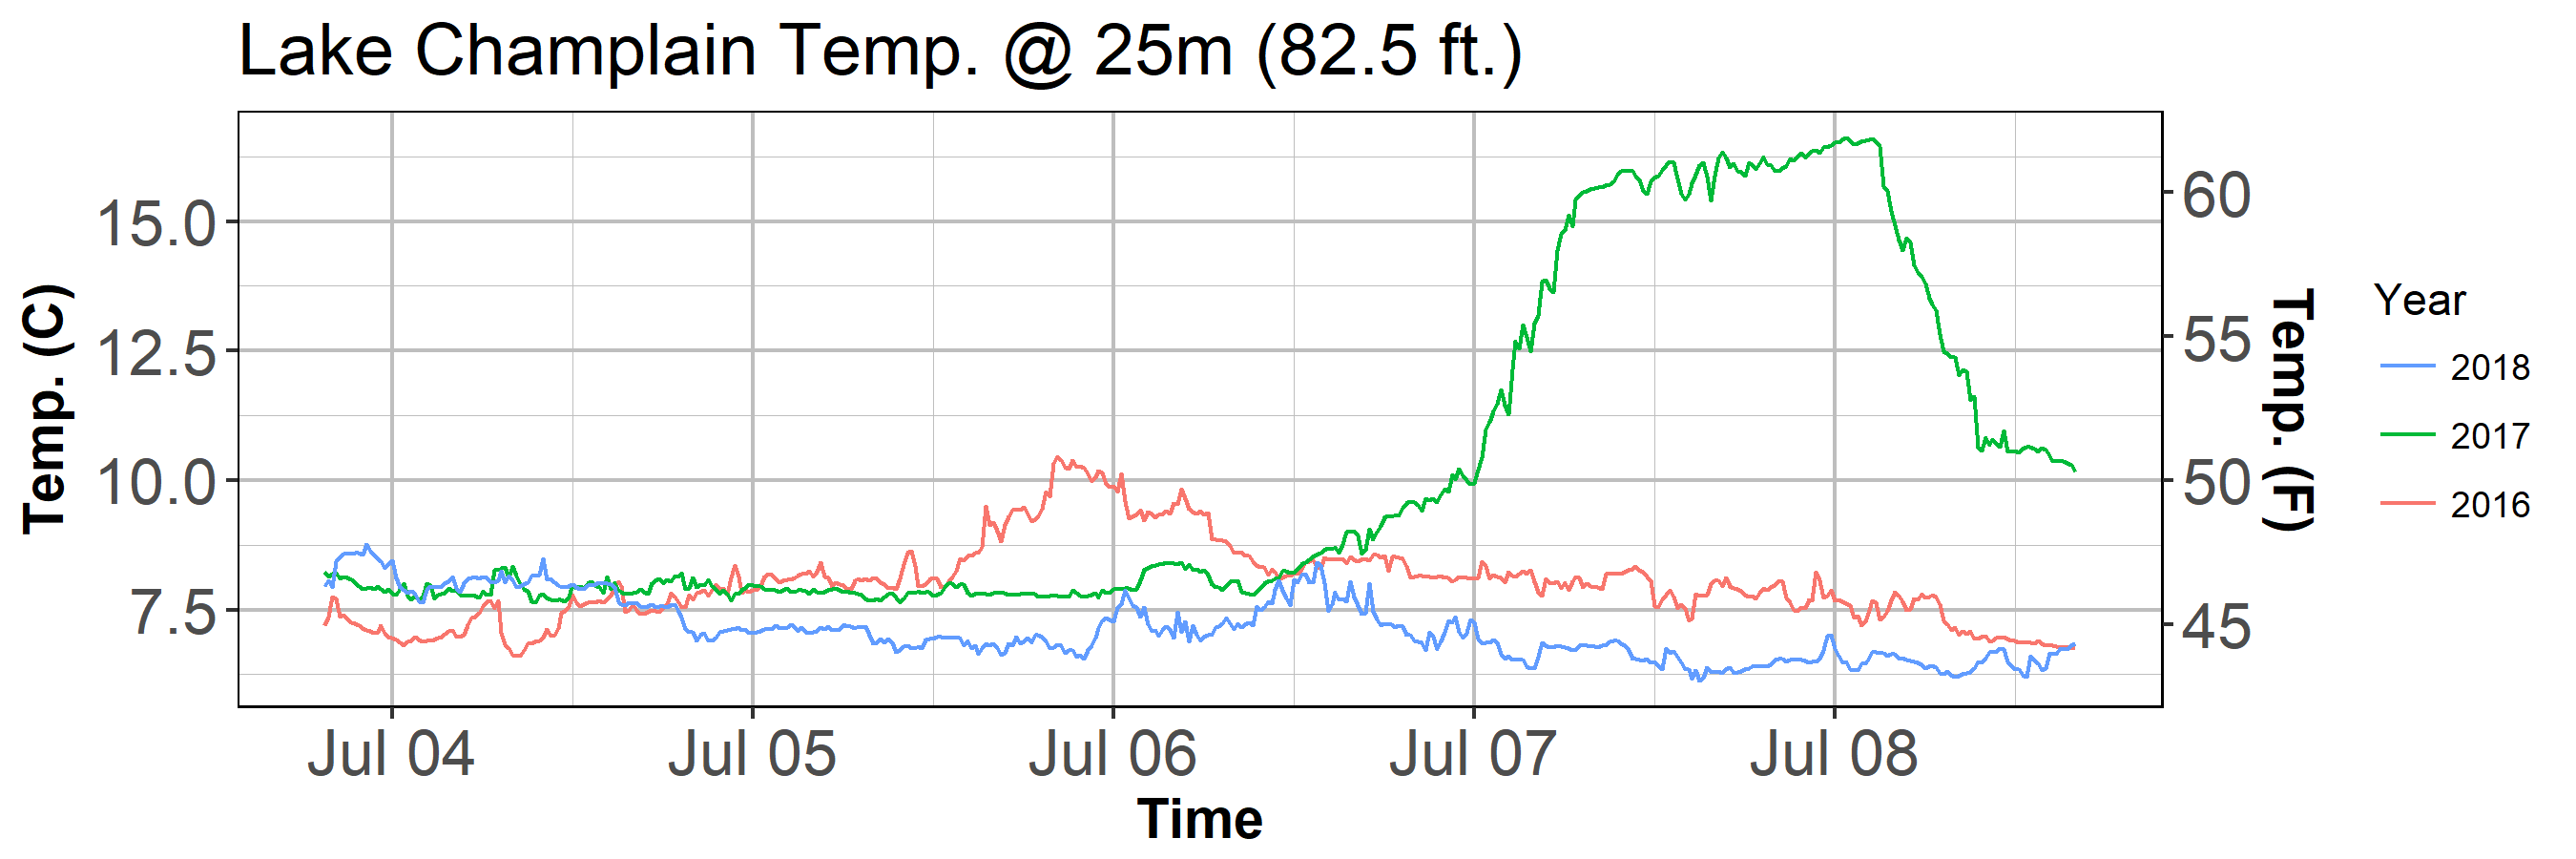 Lake Champlain Temp. @ 25m (82.5 ft.)
Temp. (C)
15.0
12.5
10.0
7.5
60
55
50
45
Temp. (F)
Jul 04 Jul 05 Jul 06 Jul 07 Jul 08
Time
Year
2018
2017
2016